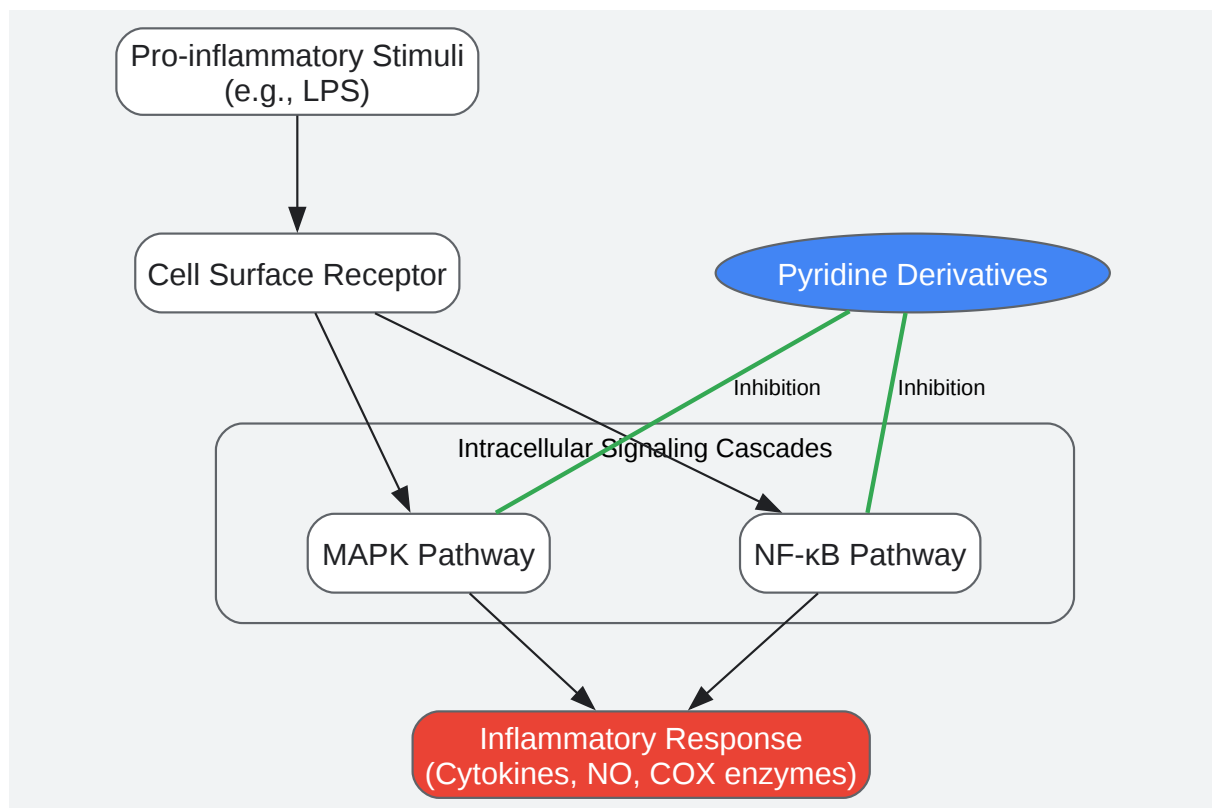 Pro-inflammatory Stimuli
(e.g., LPS)
Cell Surface Receptor
Pyridine Derivatives
Inhibition
Inhibition
Intracellular Signaling Cascades
MAPK Pathway
NF-κB Pathway
Inflammatory Response
(Cytokines, NO, COX enzymes)